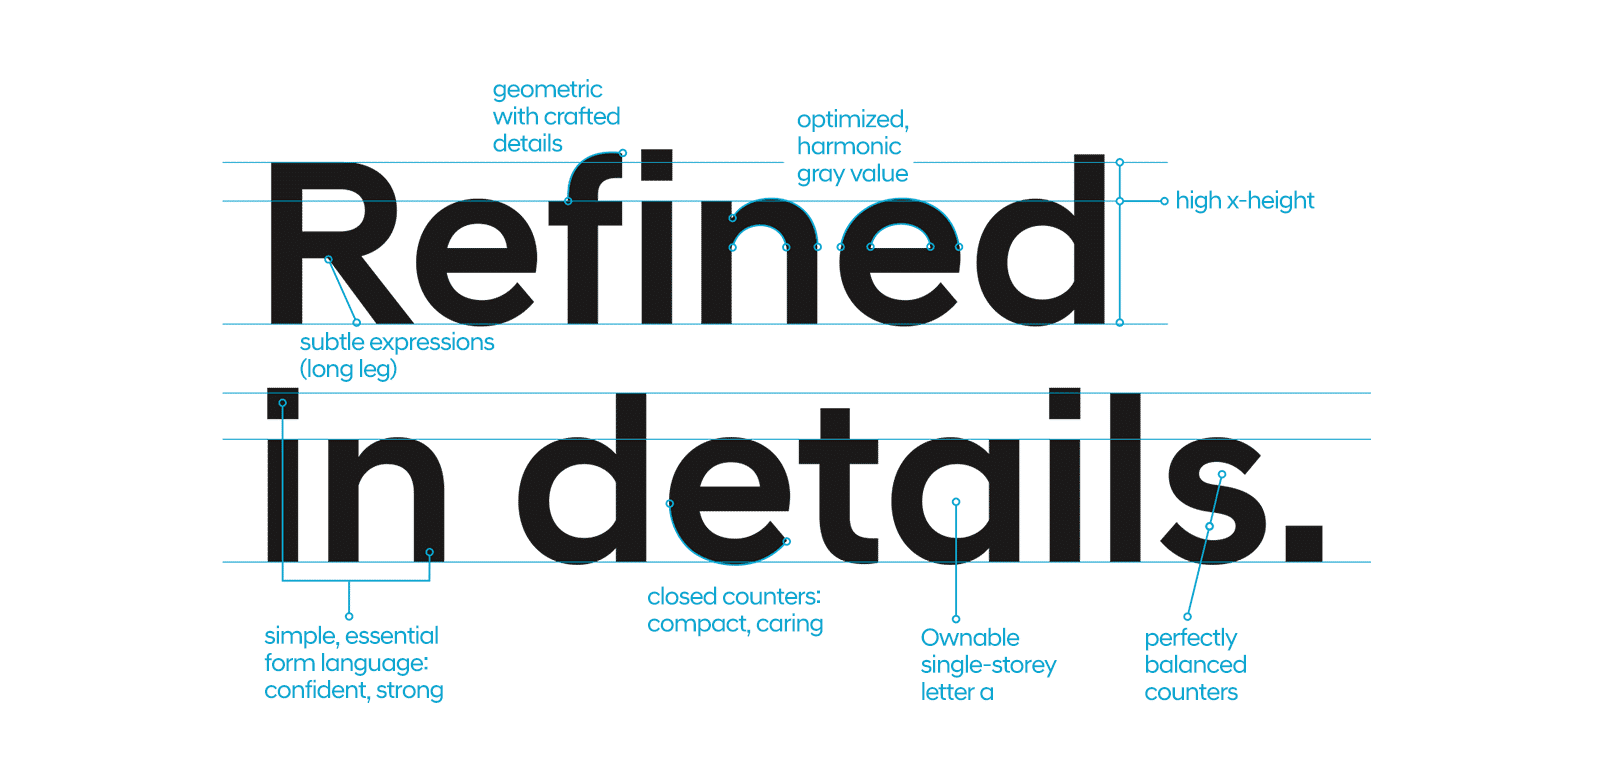 geometric
with crafted
details
optimized,
harmonic
gray value
Refined
high x-height
subtle expressions
(long leg)
in details.
simple, essential
form language:
confident, strong
closed counters:
compact, caring
Ownable
single-storey
letter a
perfectly
balanced
counters